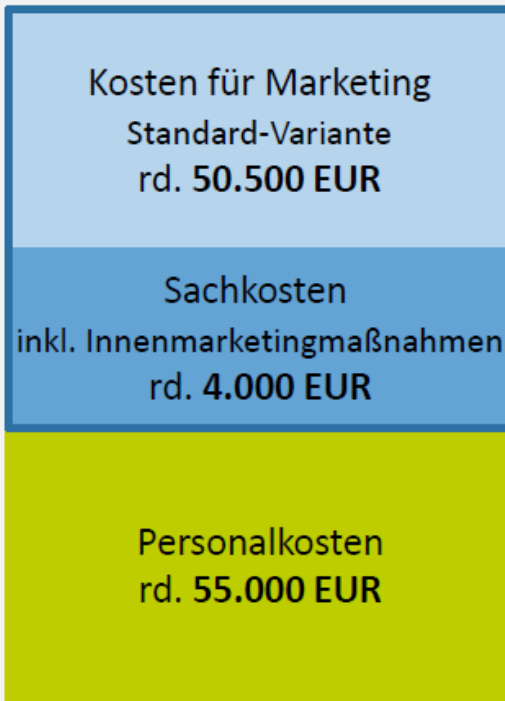 Kosten für Marketing
Standard-Variante
rd. 50.500 EUR
Sachkosten
inkl. Innenmarketingmaßnahmen
rd. 4.000 EUR
Personalkosten
rd. 55.000 EUR